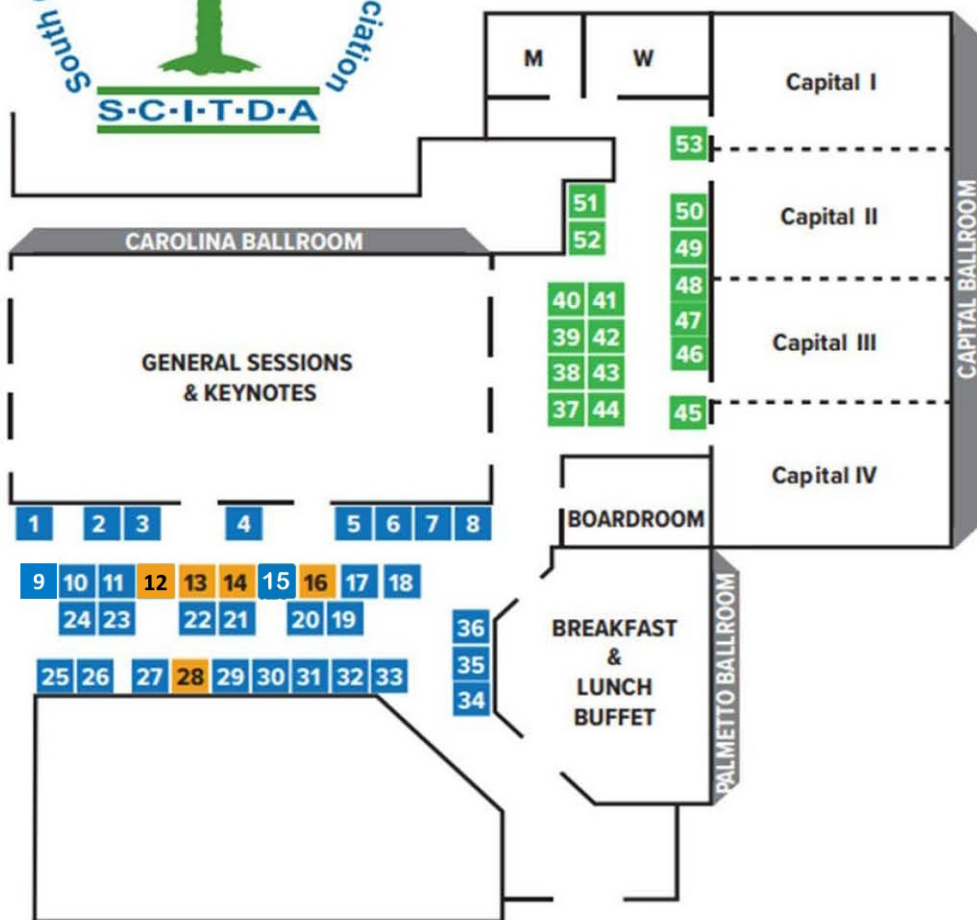 South
ciation
S-C-I-T-D-A
M
W
Capital I
53
51
50
Capital II
52
49
CAROLINA BALLROOM
48
CAPITAL BALLROOM
40 41
47
39 42
46
Capital III
GENERAL SESSIONS
& KEYNOTES
38 43
37 44
45
Capital IV
BOARDROOM
1 2 3 4 5 6 7 8
9 10 11 12 13 14 15 16 17 18
24 23 22 21 20 19
36
35
34
BREAKFAST
&
LUNCH
BUFFET
PALMETTO BALLROOM
25 26 27 28 29 30 31 32 33